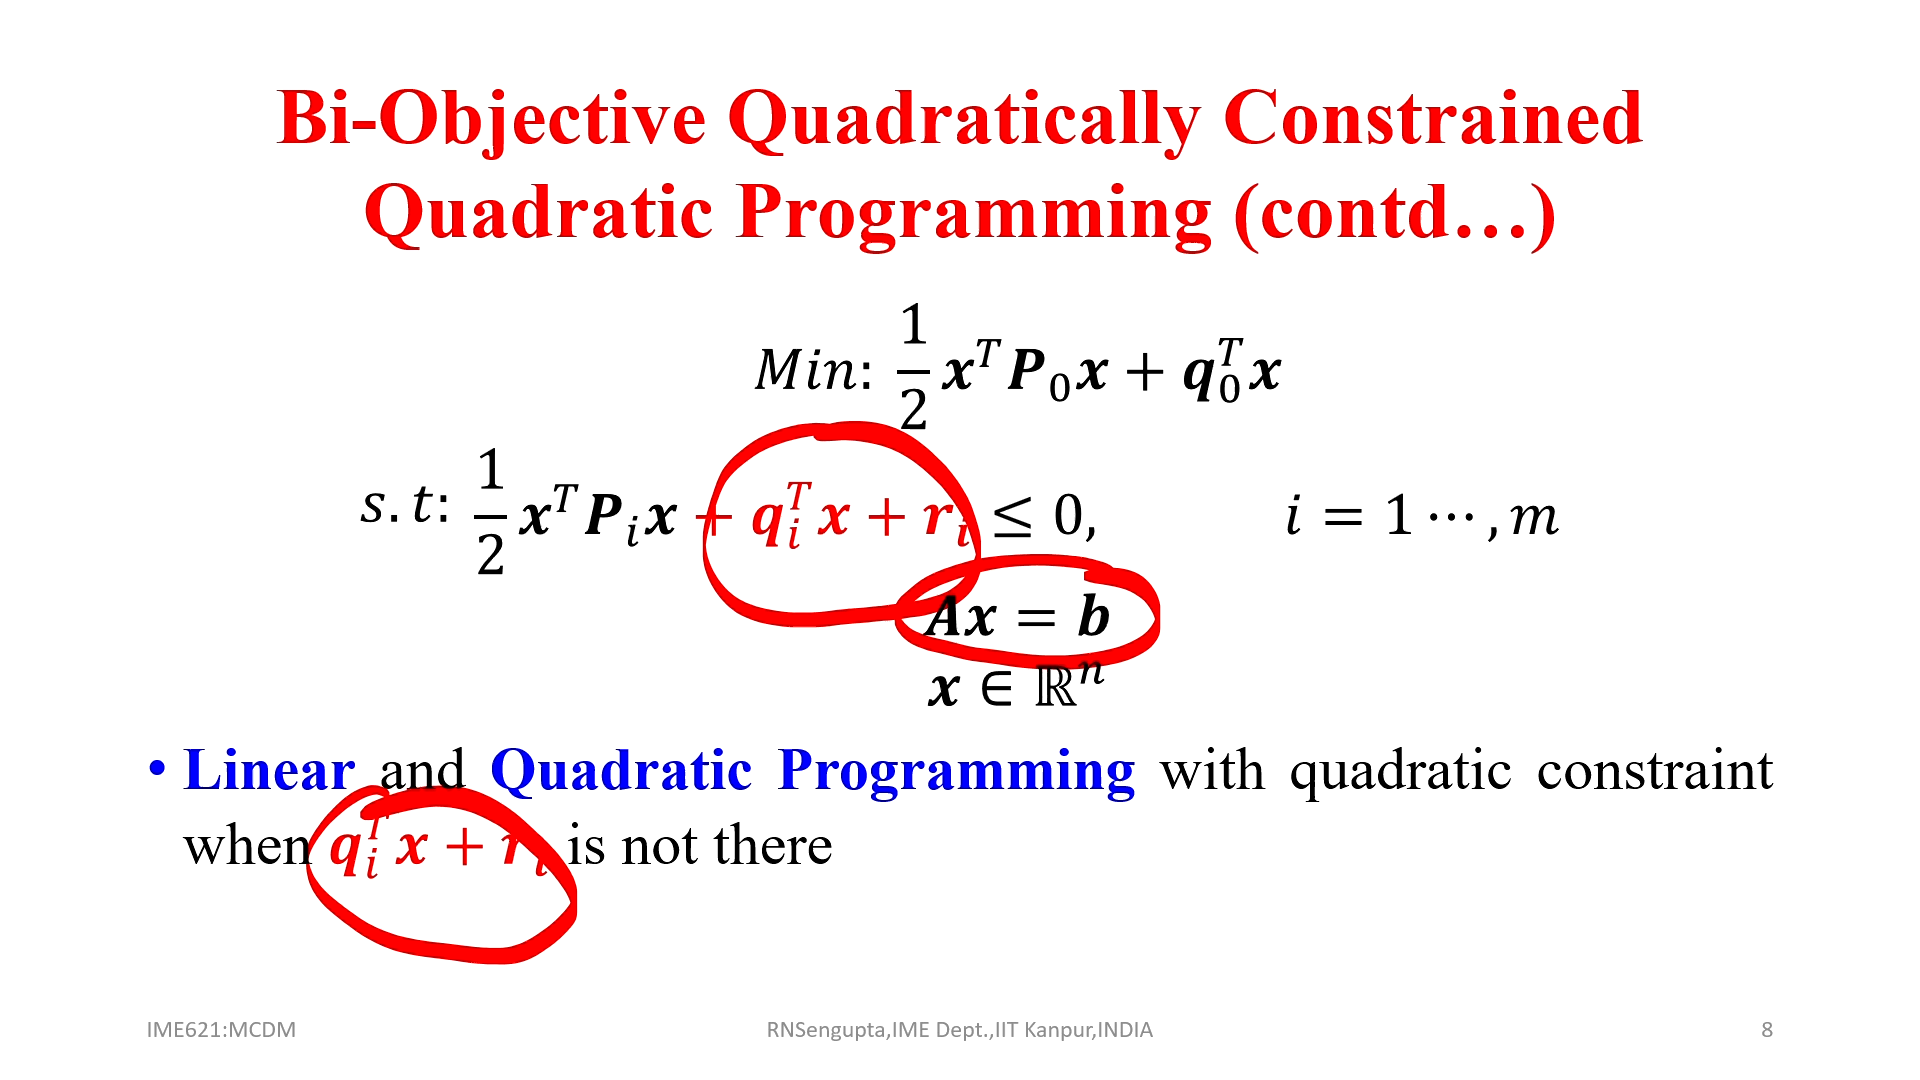 Bi-Objective Quadratically Constrained
Quadratic Programming (contd…)
Min: 1/2 x^T P_0 x + q_0^T x
s.t: 1/2 x^T P_i x + q_i^T x + r_i ≤ 0, i = 1 ⋯ , m
Ax = b
x ∈ ℝ^n
• Linear and Quadratic Programming with quadratic constraint
when q_i^T x + r_i is not there
IME621:MCDM RNSengupta,IME Dept.,IIT Kanpur,INDIA 8